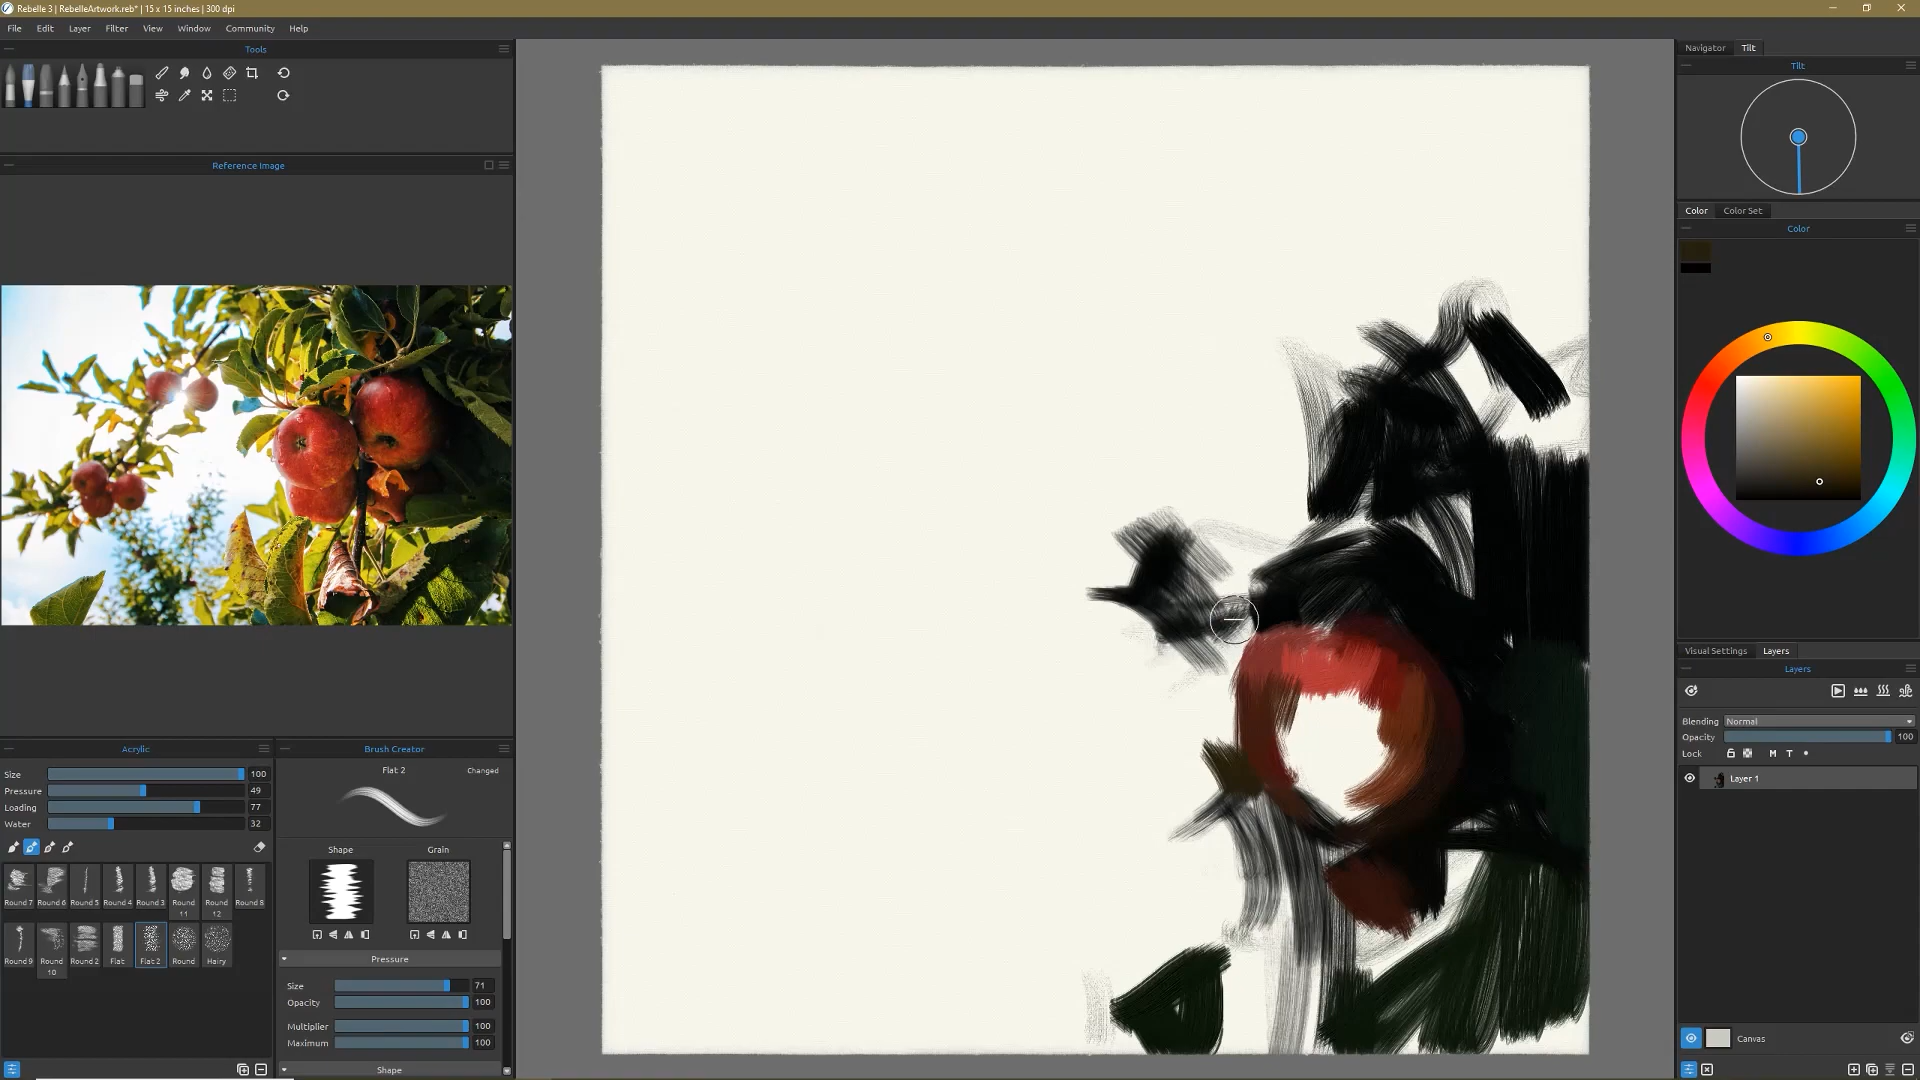 Rebelle 3 | RebelleArtwork.reb* | 15 x 15 inches | 300 dpi
File Edit Layer Filter View Window Community Help
Tools
Reference Image
Acrylic
Size 100
Pressure 49
Loading 77
Water 32
Round 7 Round 6 Round 5 Round 4 Round 3 Round 11 Round 12 Round 8
Round 9 Round 10 Round 2 Flat Flat 2 Round Hairy
Brush Creator
Flat 2 Changed
Shape Grain
Pressure
Size 71
Opacity 100
Multiplier 100
Maximum 100
Shape
Navigator Tilt
Tilt
Color Color Set
Color
Visual Settings Layers
Layers
Blending Normal
Opacity 100
Lock M T
Layer 1
Canvas